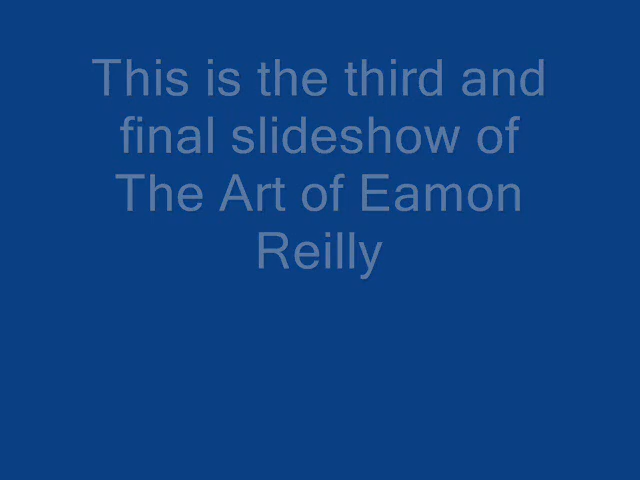 This is the third and
final slideshow of
The Art of Eamon
Reilly